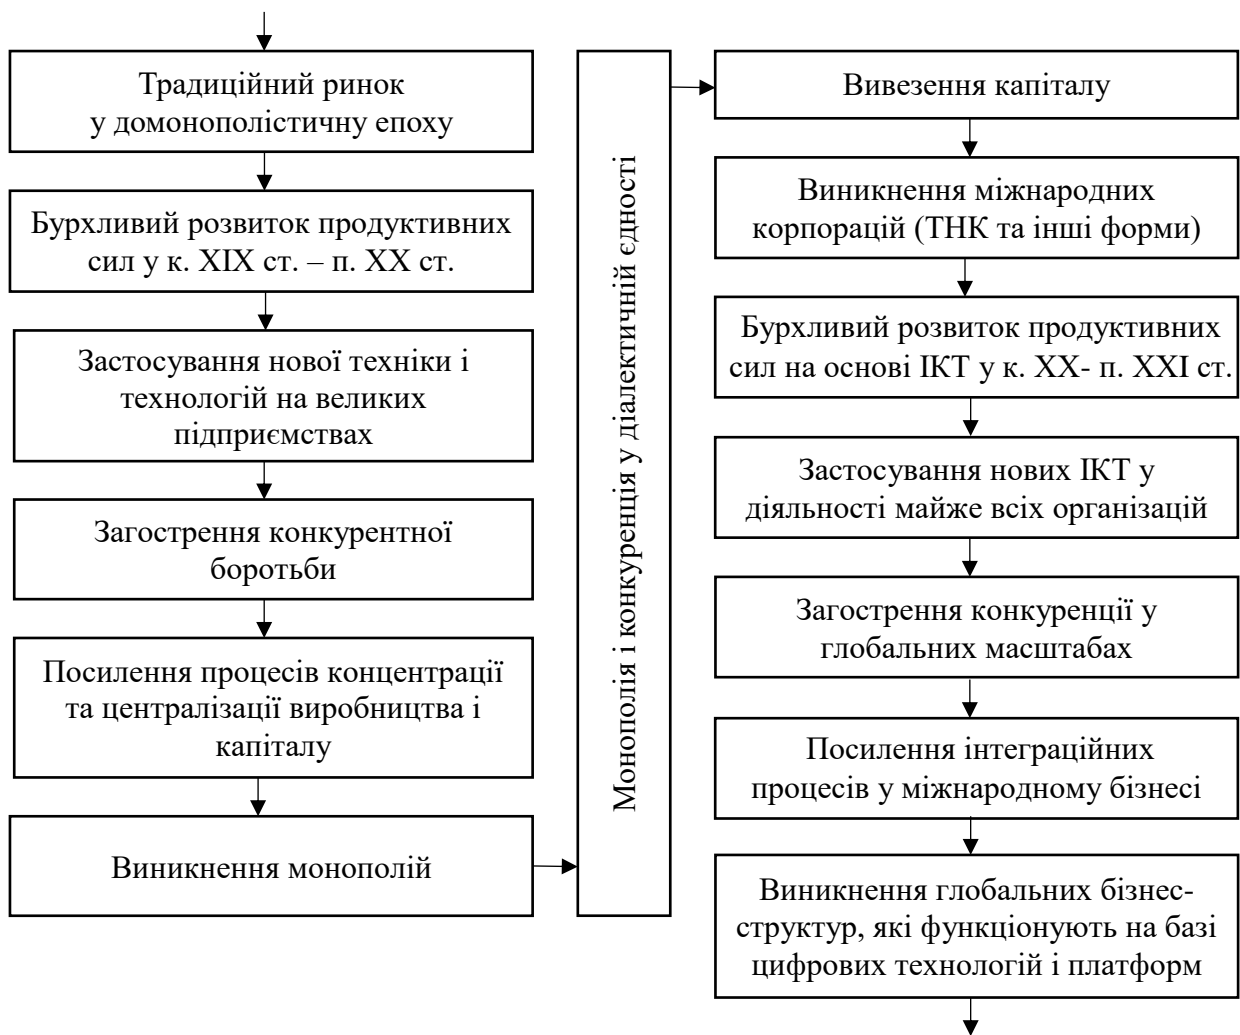 Традиційний ринок
у домонополістичну епоху
Бурхливий розвиток продуктивних
сил у к. ХІХ ст. – п. ХХ ст.
Застосування нової техніки і
технологій на великих
підприємствах
Загострення конкурентної
боротьби
Посилення процесів концентрації
та централізації виробництва і
капіталу
Виникнення монополій
Монополія і конкуренція у діалектичній єдності
Вивезення капіталу
Виникнення міжнародних
корпорацій (ТНК та інші форми)
Бурхливий розвиток продуктивних
сил на основі ІКТ у к. ХХ- п. ХХІ ст.
Застосування нових ІКТ у
діяльності майже всіх організацій
Загострення конкуренції у
глобальних масштабах
Посилення інтеграційних
процесів у міжнародному бізнесі
Виникнення глобальних бізнес-
структур, які функціонують на базі
цифрових технологій і платформ